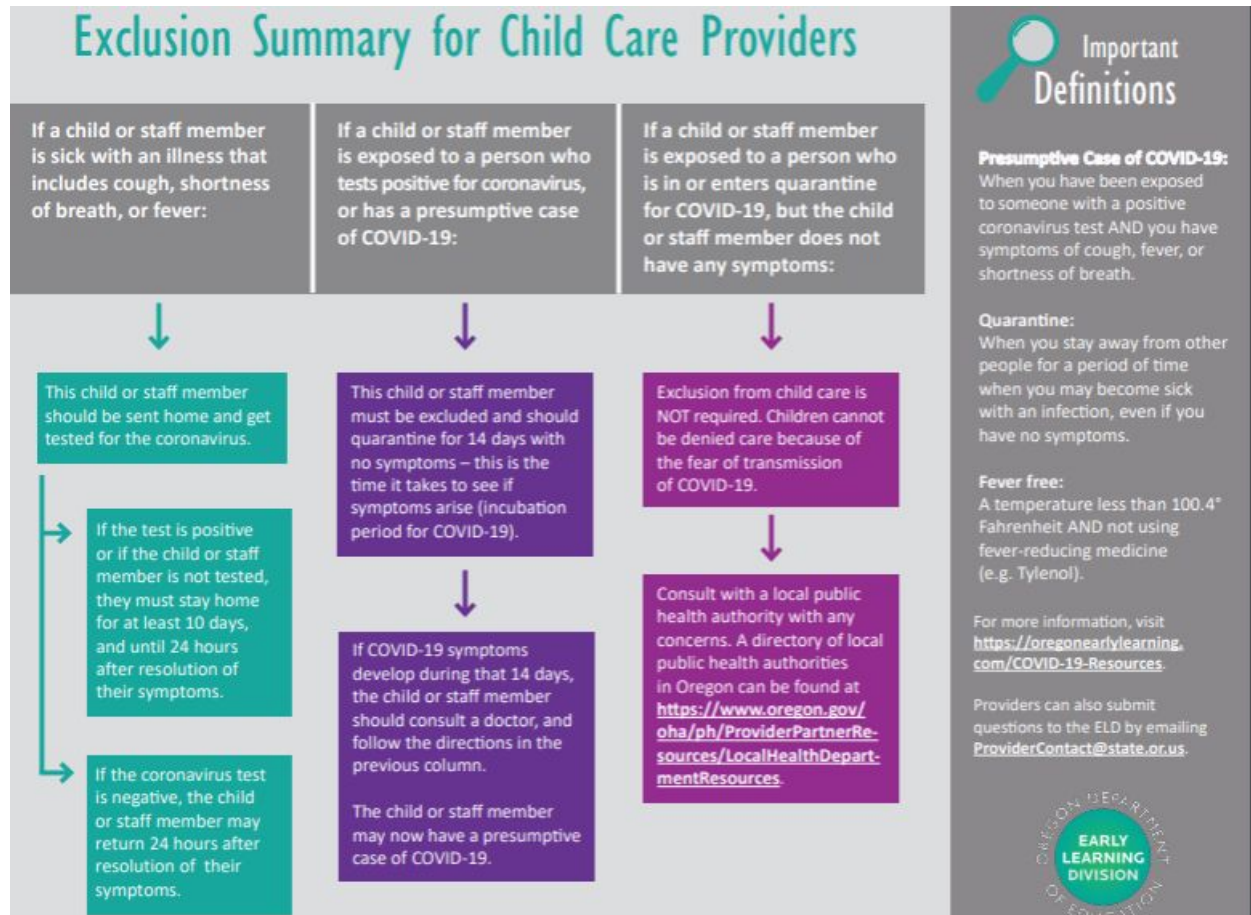 Exclusion Summary for Child Care Providers
If a child or staff member
is sick with an illness that
includes cough, shortness
of breath, or fever:
This child or staff member
should be sent home and get
tested for the coronavirus.
If the test is positive
or if the child or staff
member is not tested,
they must stay home
for at least 10 days,
and until 24 hours
after resolution of
their symptoms.
If the coronavirus test
is negative, the child
or staff member may
return 24 hours after
resolution of their
symptoms.
If a child or staff member
is exposed to a person who
tests positive for coronavirus,
or has a presumptive case
of COVID-19:
This child or staff member
must be excluded and should
quarantine for 14 days with
no symptoms – this is the
time it takes to see if
symptoms arise (incubation
period for COVID-19).
If COVID-19 symptoms
develop during that 14 days,
the child or staff member
should consult a doctor, and
follow the directions in the
previous column.
The child or staff member
may now have a presumptive
case of COVID-19.
If a child or staff member
is exposed to a person who
is in or enters quarantine
for COVID-19, but the child
or staff member does not
have any symptoms:
Exclusion from child care is
NOT required. Children cannot
be denied care because of
the fear of transmission
of COVID-19.
Consult with a local public
health authority with any
concerns. A directory of local
public health authorities
in Oregon can be found at
https://www.oregon.gov/
oha/ph/ProviderPartnerRe-
sources/LocalHealthDepart-
mentResources.
Important
Definitions
Presumptive Case of COVID-19:
When you have been exposed
to someone with a positive
coronavirus test AND you have
symptoms of cough, fever, or
shortness of breath.
Quarantine:
When you stay away from other
people for a period of time
when you may become sick
with an infection, even if you
have no symptoms.
Fever free:
A temperature less than 100.4°
Fahrenheit AND not using
fever-reducing medicine
(e.g. Tylenol).
For more information, visit
https://oregonearlylearning.
com/COVID-19-Resources.
Providers can also submit
questions to the ELD by emailing
ProviderContact@state.or.us.
OREGON DEPARTMENT
EARLY
LEARNING
DIVISION
OF EDUCATION